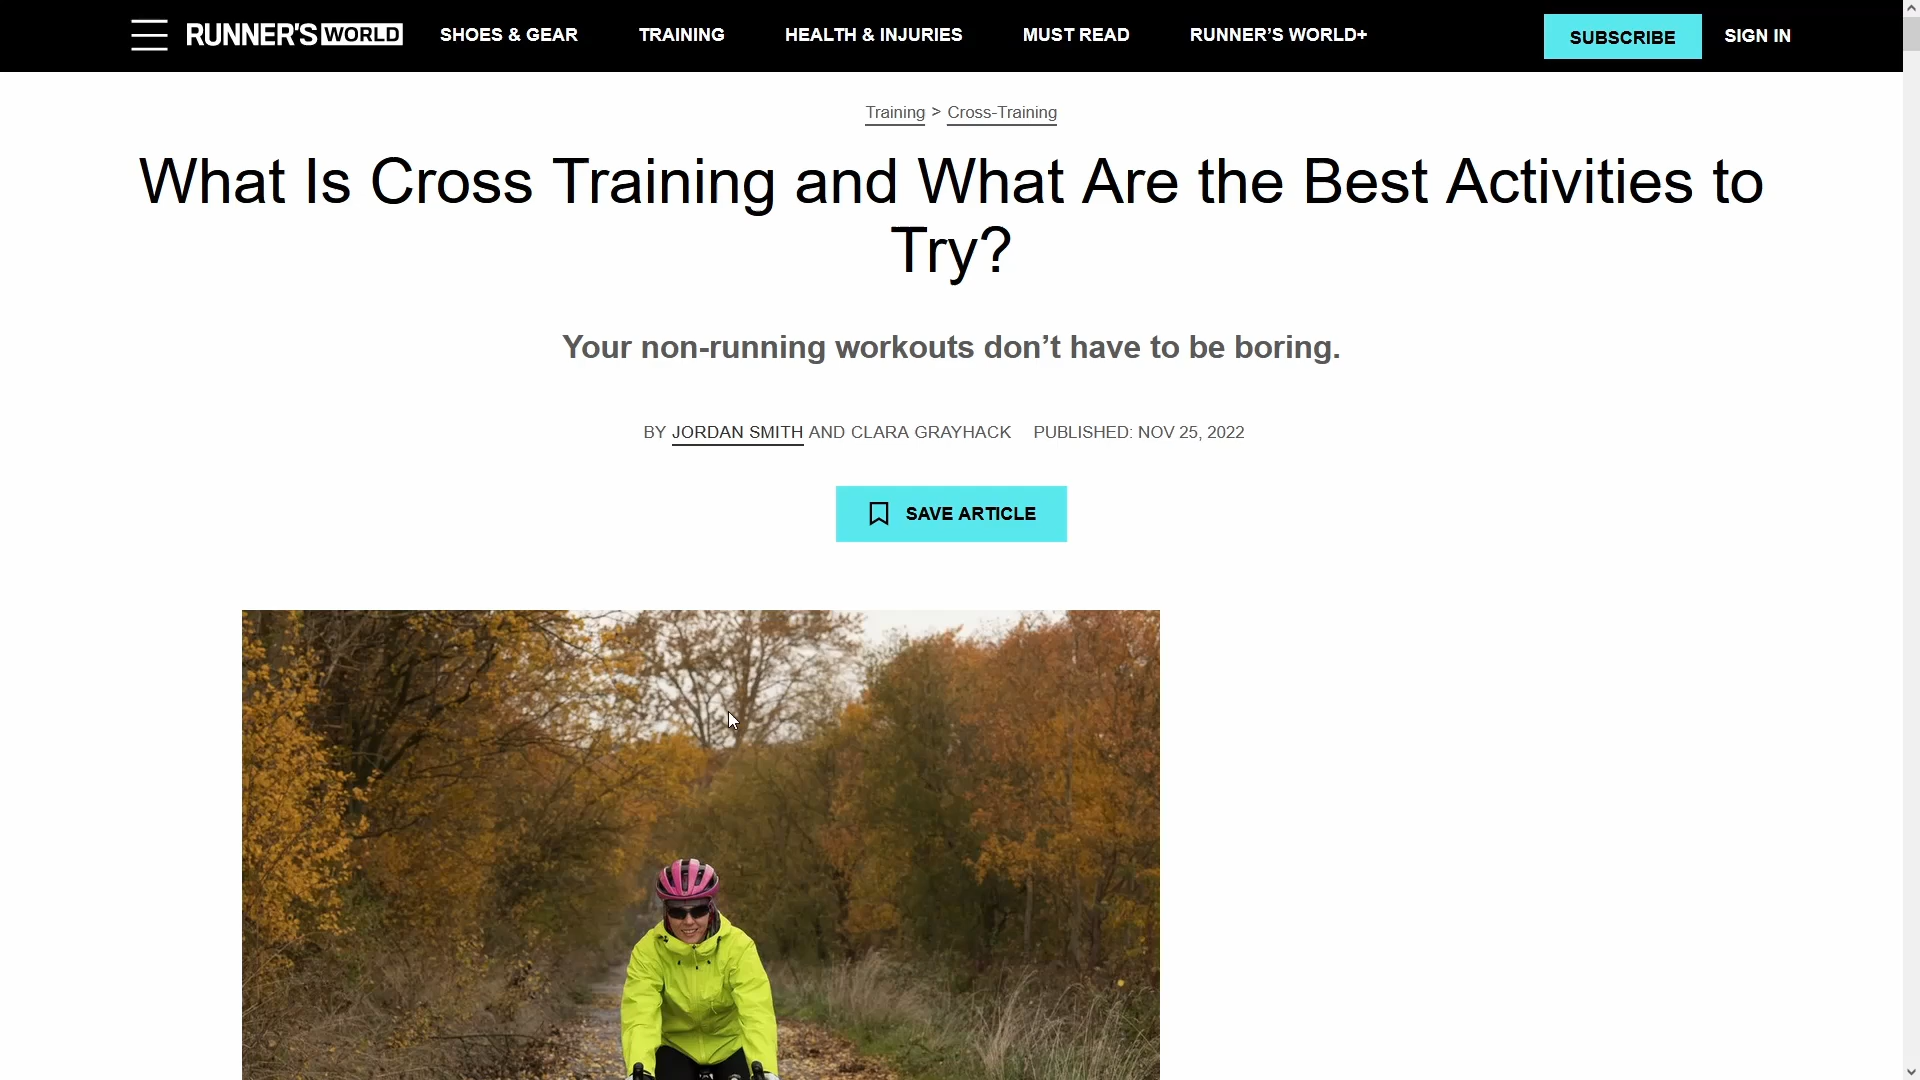 RUNNER'S WORLD SHOES & GEAR TRAINING HEALTH & INJURIES MUST READ RUNNER’S WORLD+ SUBSCRIBE SIGN IN
Training > Cross-Training
What Is Cross Training and What Are the Best Activities to
Try?
Your non-running workouts don’t have to be boring.
BY JORDAN SMITH AND CLARA GRAYHACK PUBLISHED: NOV 25, 2022
SAVE ARTICLE